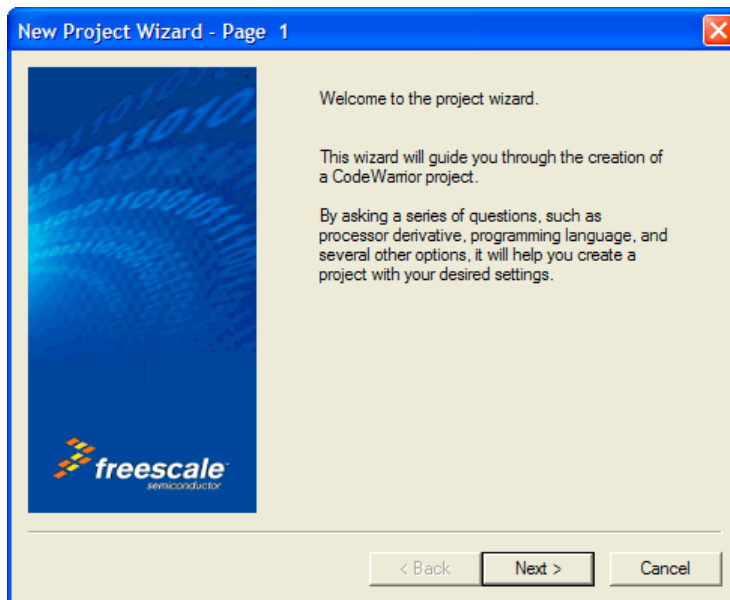 New Project Wizard - Page 1
Welcome to the project wizard.
This wizard will guide you through the creation of
a CodeWarrior project.
By asking a series of questions, such as
processor derivative, programming language, and
several other options, it will help you create a
project with your desired settings.
freescale
semiconductor
< Back
Next >
Cancel